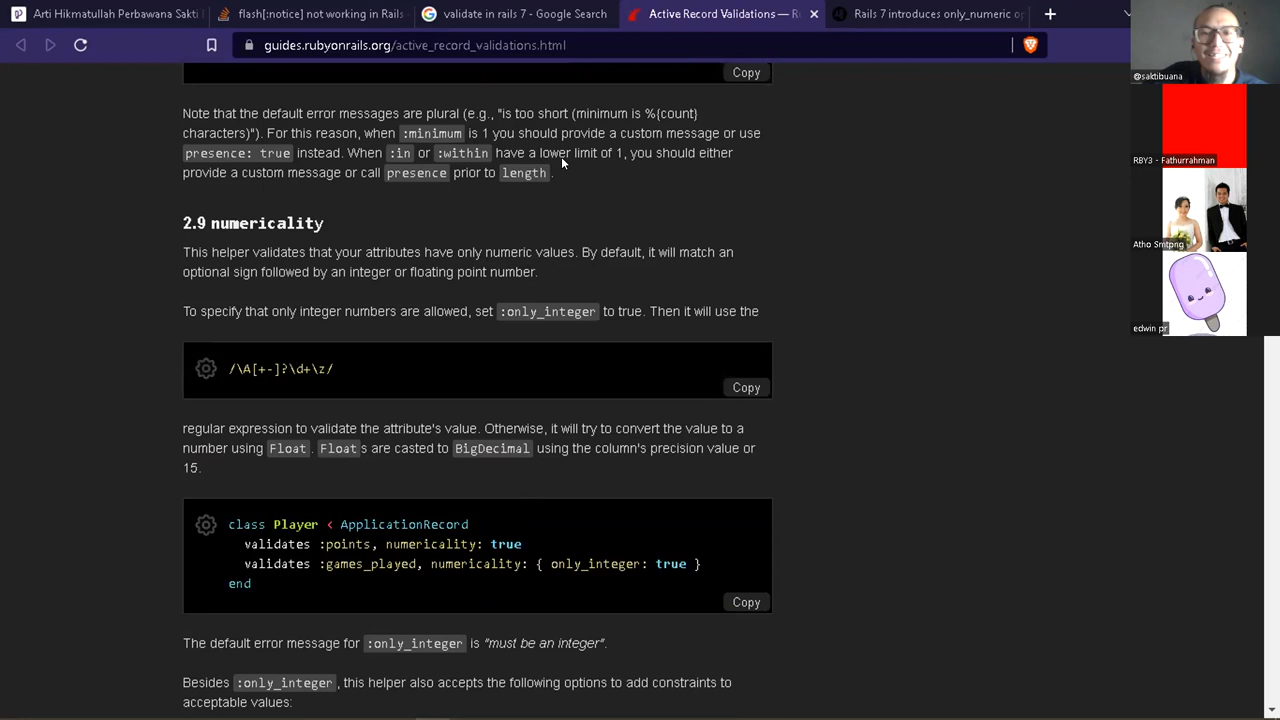 Arti Hikmatullah Perbawana Sakti
flash[:notice] not working in Rails
validate in rails 7 - Google Search
Active Record Validations — Ru
Rails 7 introduces only_numeric op
guides.rubyonrails.org/active_record_validations.html
@saktibuana
RBY3 - Fathurrahman
Atho Smtpng
edwin pr
Copy
Note that the default error messages are plural (e.g., "is too short (minimum is %{count}
characters)"). For this reason, when :minimum is 1 you should provide a custom message or use
presence: true instead. When :in or :within have a lower limit of 1, you should either
provide a custom message or call presence prior to length.
2.9 numericality
This helper validates that your attributes have only numeric values. By default, it will match an
optional sign followed by an integer or floating point number.
To specify that only integer numbers are allowed, set :only_integer to true. Then it will use the
/\A[+-]?\d+\z/
Copy
regular expression to validate the attribute's value. Otherwise, it will try to convert the value to a
number using Float. Floats are casted to BigDecimal using the column's precision value or
15.
class Player < ApplicationRecord
validates :points, numericality: true
validates :games_played, numericality: { only_integer: true }
end
Copy
The default error message for :only_integer is "must be an integer".
Besides :only_integer, this helper also accepts the following options to add constraints to
acceptable values: